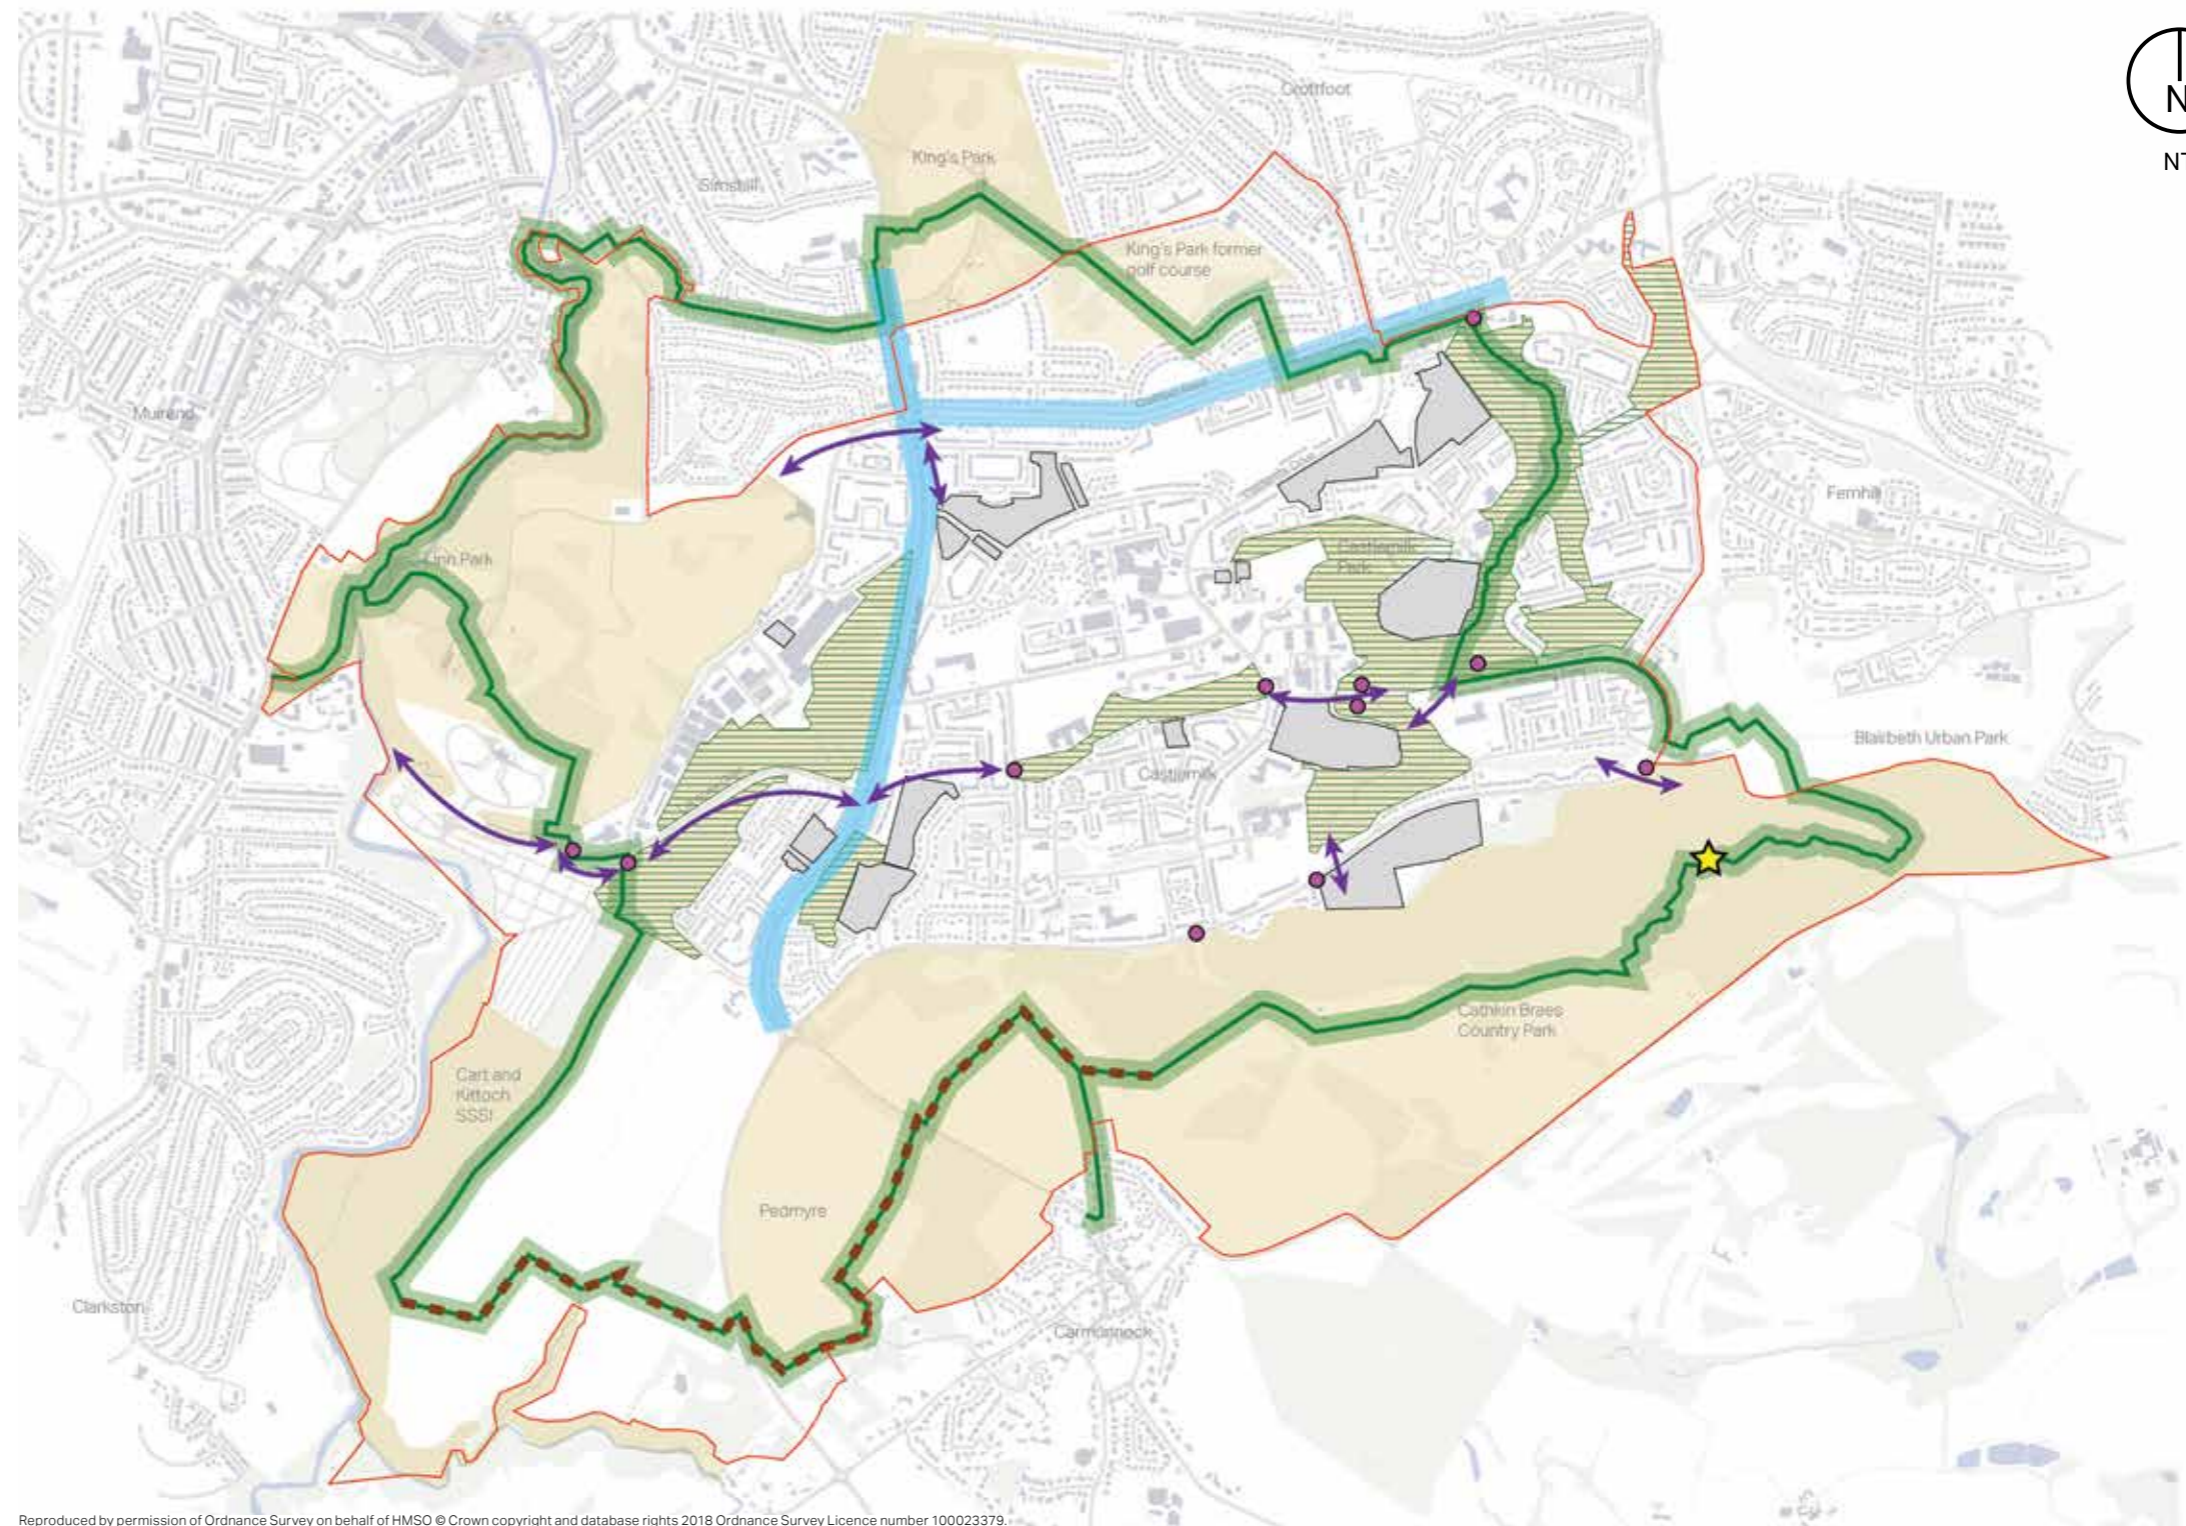 N
NT
Croftfoot
King's Park
Simshill
King's Park former
golf course
Muirend
Fernhill
Castlemilk
Park
Linn Park
Blairbeth Urban Park
Castlemilk
Cathkin Braes
Country Park
Cart and
Kittoch
SSSI
Pedmyre
Clarkston
Carmunnock
Reproduced by permission of Ordnance Survey on behalf of HMSO © Crown copyright and database rights 2018 Ordnance Survey Licence number 100023379.